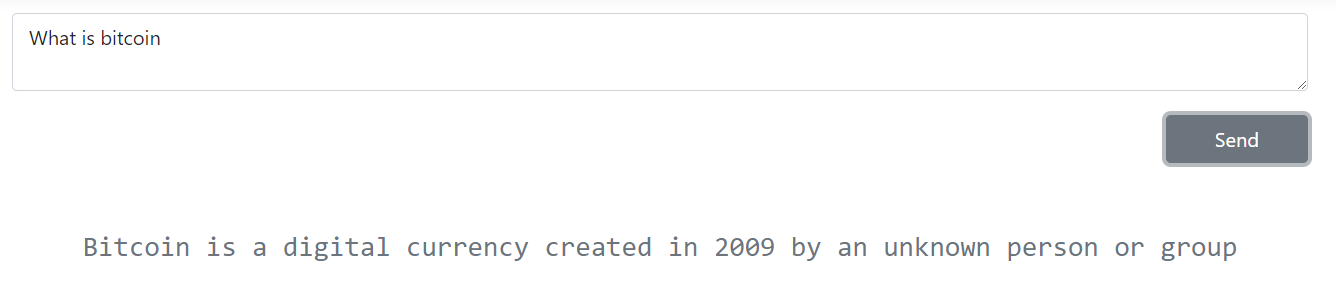 What is bitcoin
Send
Bitcoin is a digital currency created in 2009 by an unknown person or group